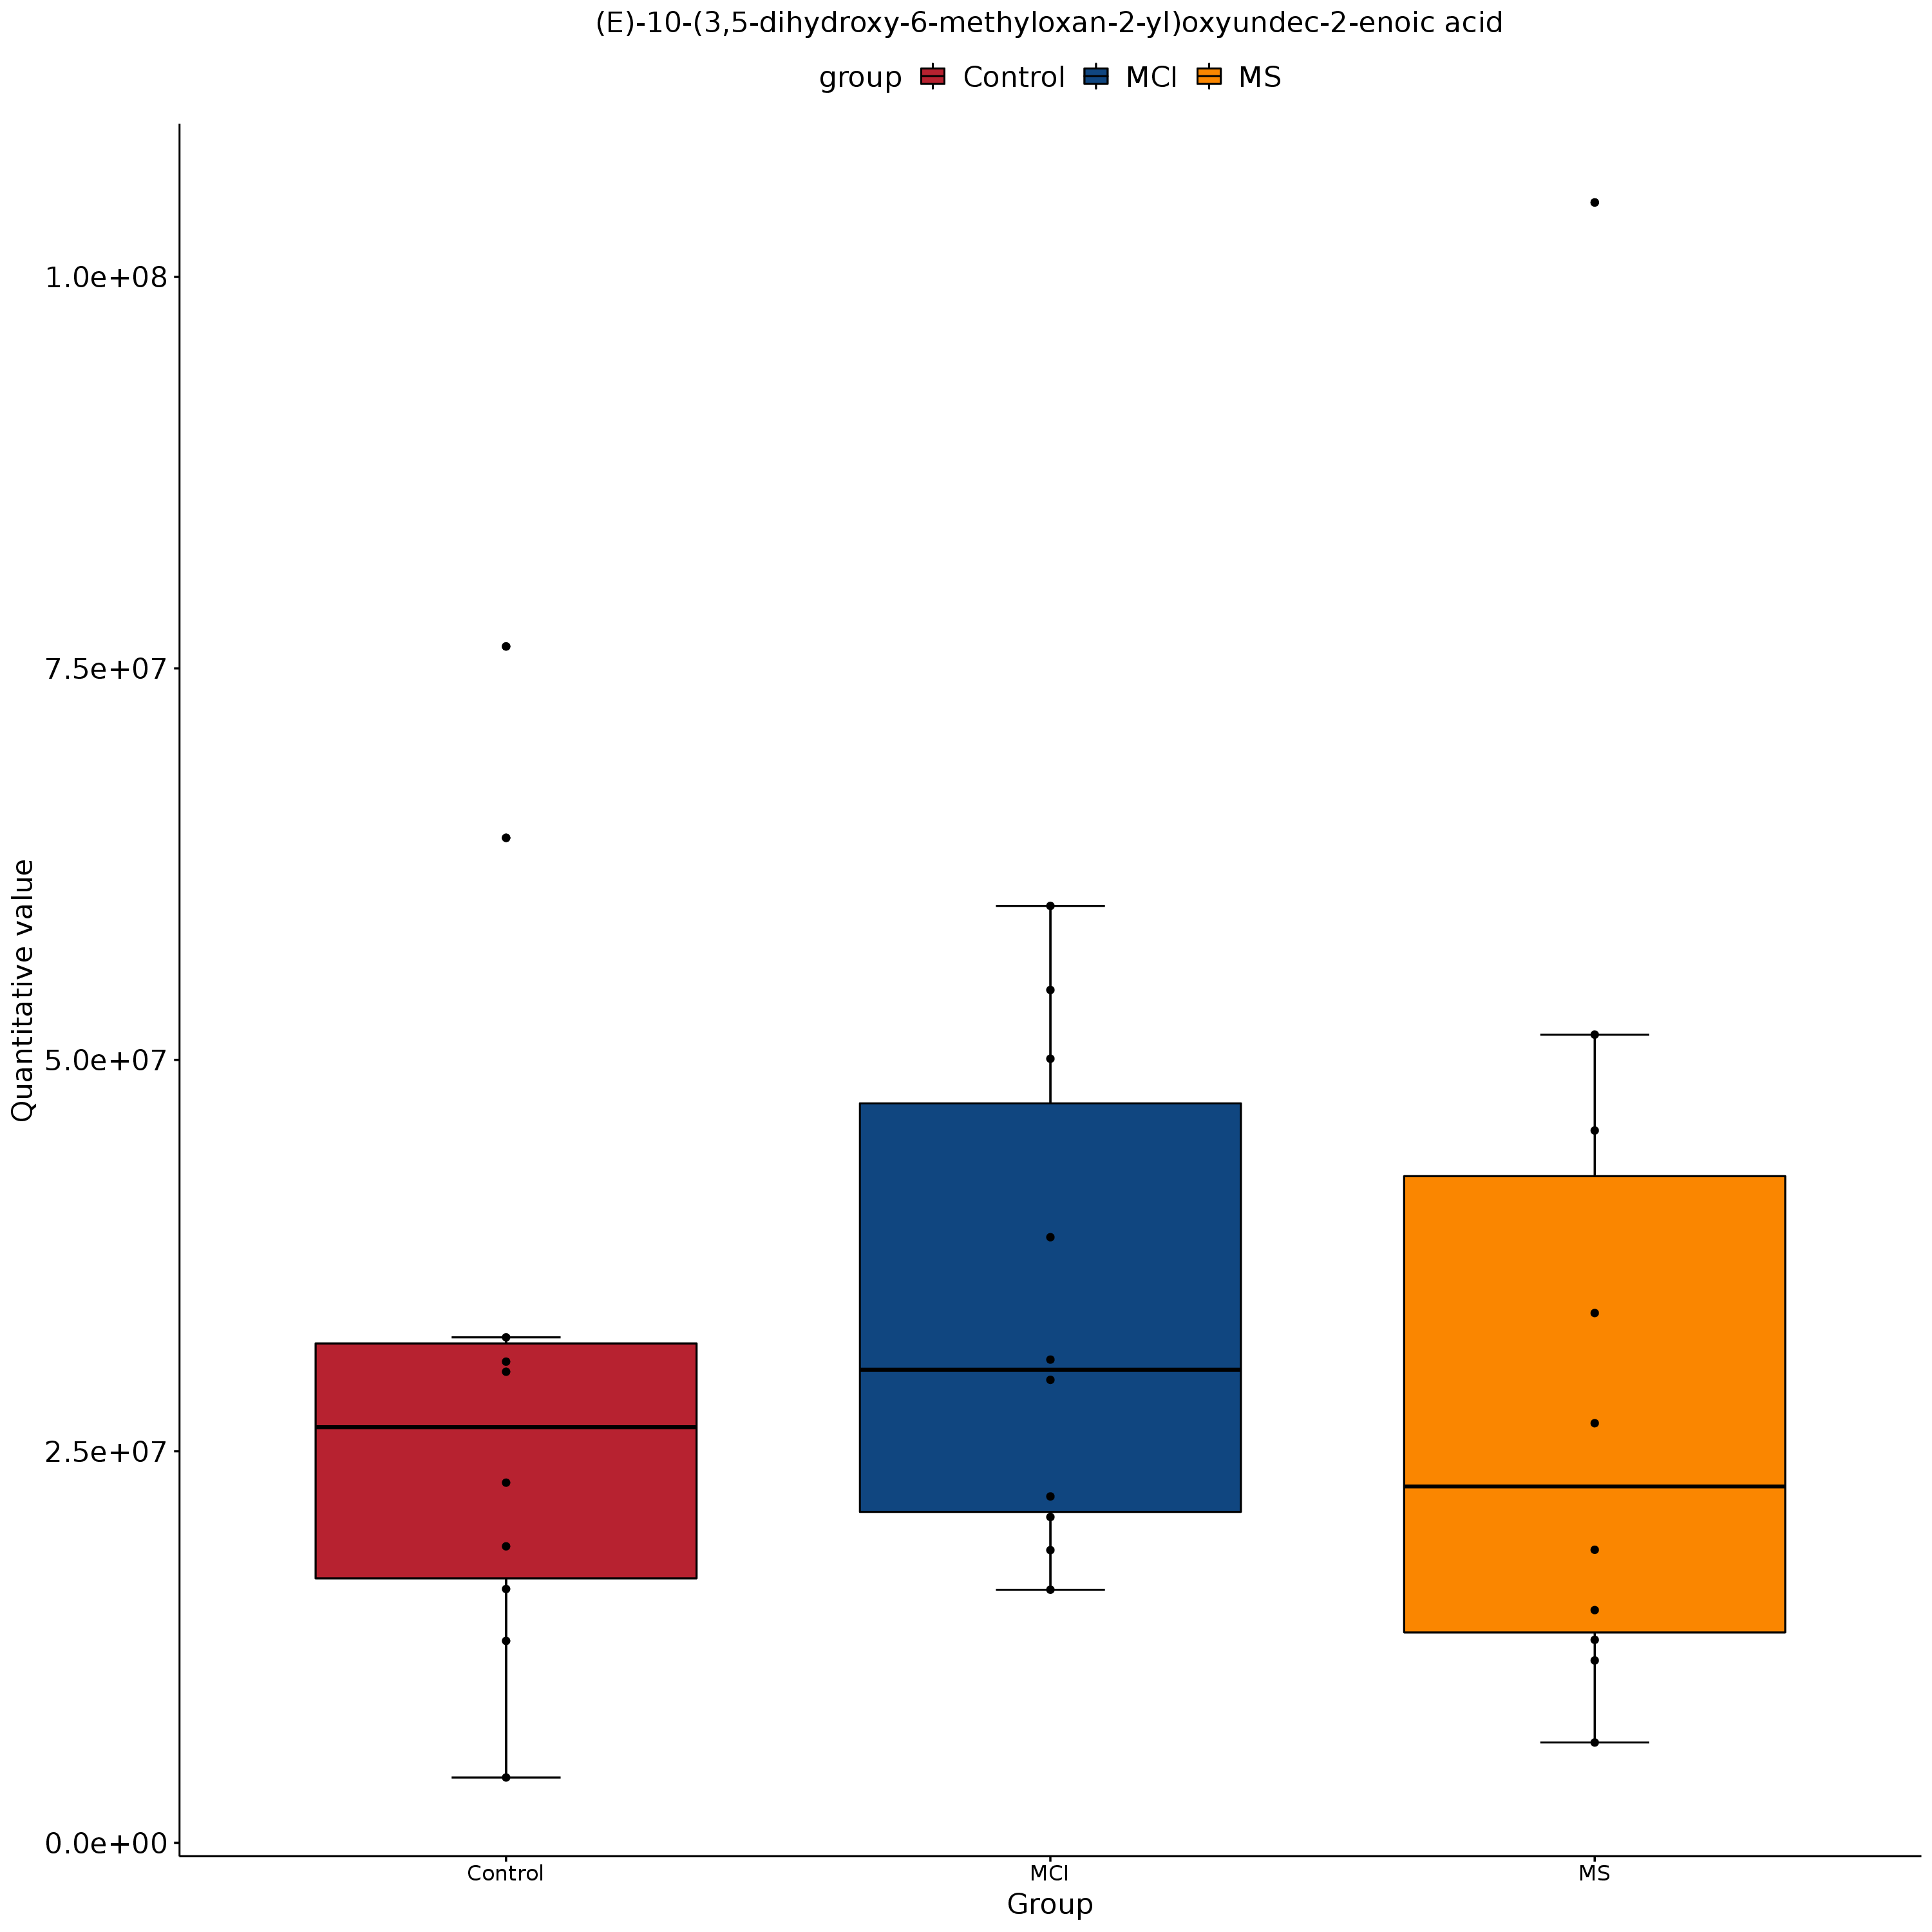 (E)-10-(3,5-dihydroxy-6-methyloxan-2-yl)oxyundec-2-enoic acid
group Control MCI MS
Quantitative value
1.0e+08
7.5e+07
5.0e+07
2.5e+07
0.0e+00
Control MCI MS
Group